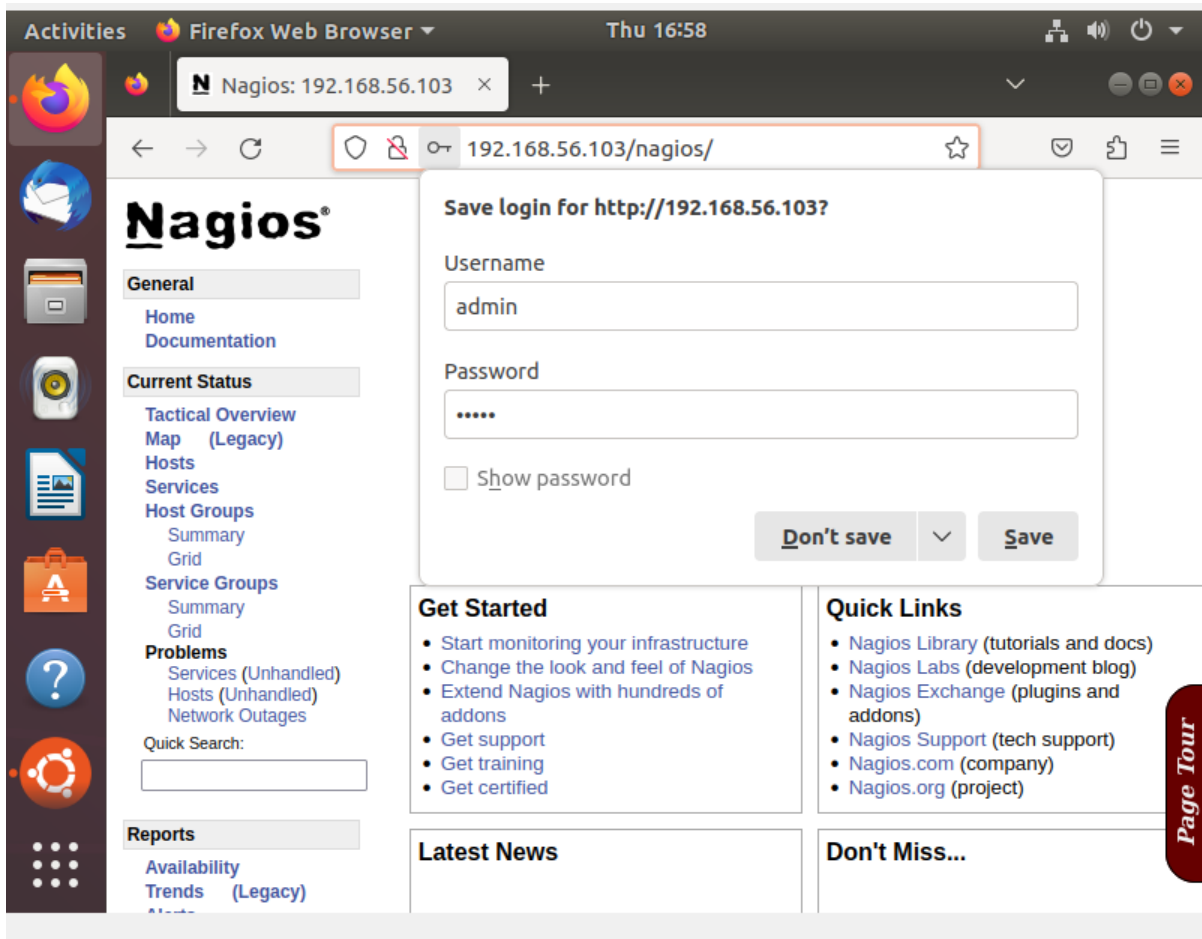 Activities Firefox Web Browser Thu 16:58
Nagios: 192.168.56.103
192.168.56.103/nagios/
Nagios®
General
Home
Documentation
Current Status
Tactical Overview
Map (Legacy)
Hosts
Services
Host Groups
Summary
Grid
Service Groups
Summary
Grid
Problems
Services (Unhandled)
Hosts (Unhandled)
Network Outages
Quick Search:
Reports
Availability
Trends (Legacy)
Save login for http://192.168.56.103?
Username
admin
Password
•••••
Show password
Don't save
Save
Get Started
• Start monitoring your infrastructure
• Change the look and feel of Nagios
• Extend Nagios with hundreds of
addons
• Get support
• Get training
• Get certified
Quick Links
• Nagios Library (tutorials and docs)
• Nagios Labs (development blog)
• Nagios Exchange (plugins and
addons)
• Nagios Support (tech support)
• Nagios.com (company)
• Nagios.org (project)
Latest News
Don't Miss...
Page Tour